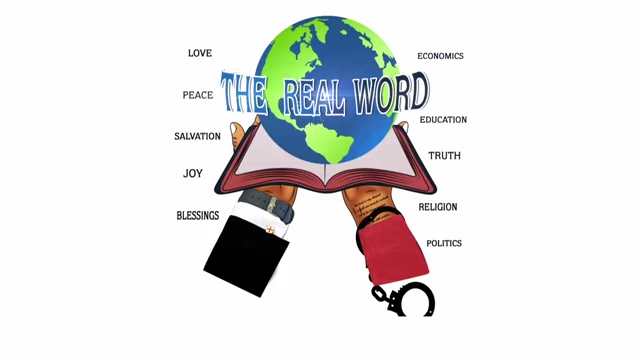 LOVE
PEACE
SALVATION
JOY
BLESSINGS
THE REAL WORD
ECONOMICS
EDUCATION
TRUTH
RELIGION
POLITICS